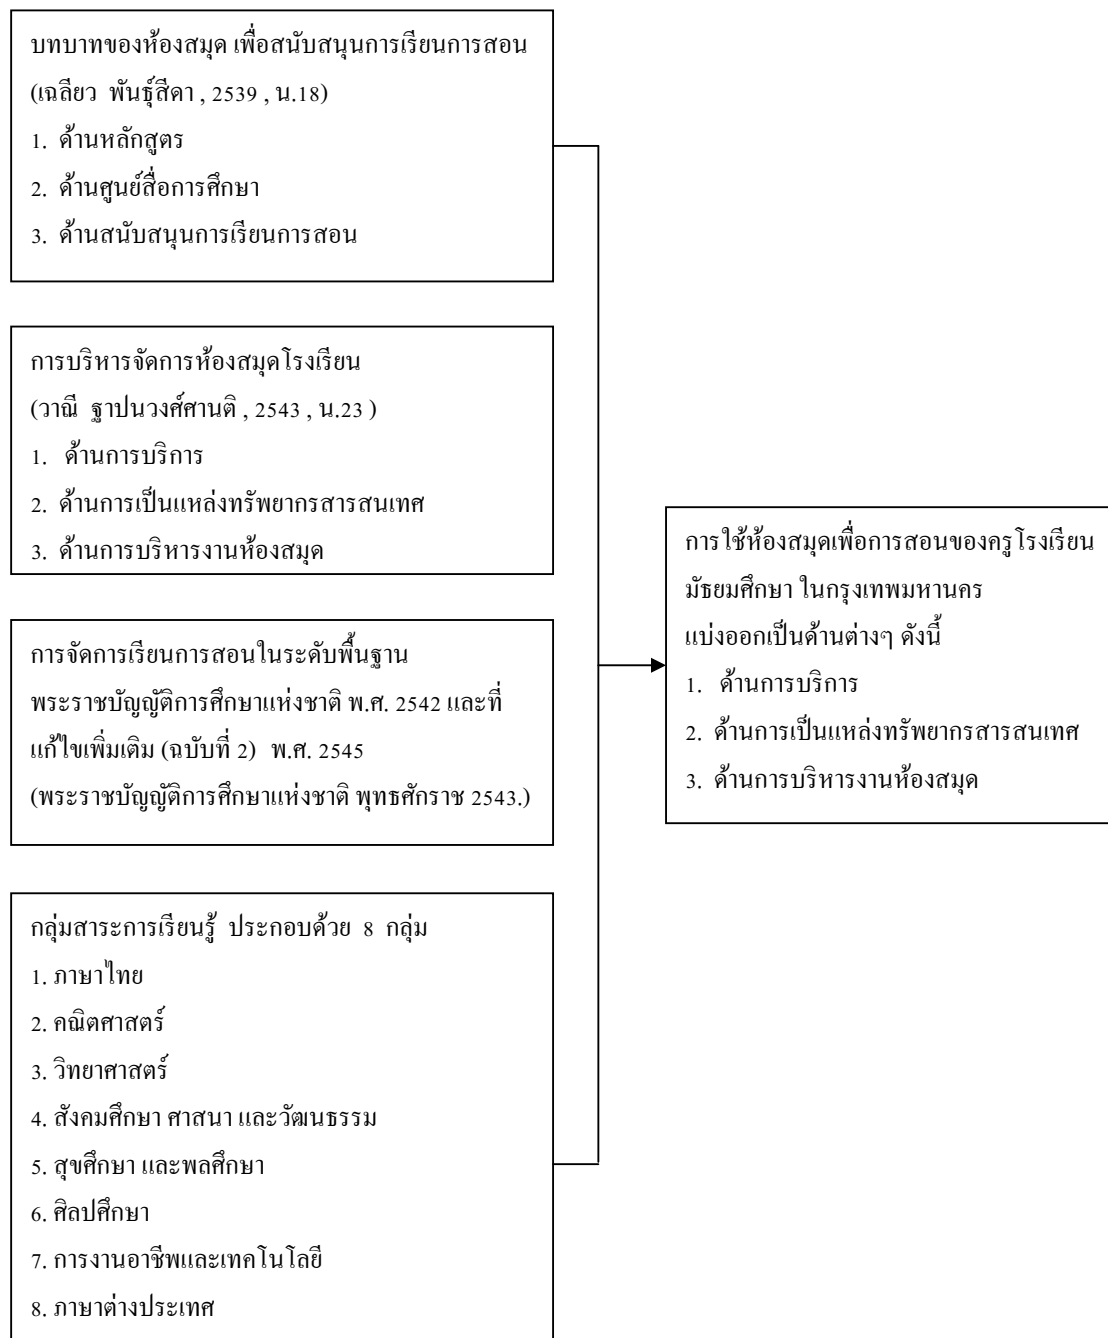 บทบาทของห้องสมุด เพื่อสนับสนุนการเรียนการสอน
(เฉลียว พันธุ์สีดา , 2539 , น.18)
1. ด้านหลักสูตร
2. ด้านศูนย์สื่อการศึกษา
3. ด้านสนับสนุนการเรียนการสอน
การบริหารจัดการห้องสมุดโรงเรียน
(วาณี ฐาปนวงศ์ศานติ , 2543 , น.23 )
1. ด้านการบริการ
2. ด้านการเป็นแหล่งทรัพยากรสารสนเทศ
3. ด้านการบริหารงานห้องสมุด
การจัดการเรียนการสอนในระดับพื้นฐาน
พระราชบัญญัติการศึกษาแห่งชาติ พ.ศ. 2542 และที่
แก้ไขเพิ่มเติม (ฉบับที่ 2) พ.ศ. 2545
(พระราชบัญญัติการศึกษาแห่งชาติ พุทธศักราช 2543.)
กลุ่มสาระการเรียนรู้ ประกอบด้วย 8 กลุ่ม
1. ภาษาไทย
2. คณิตศาสตร์
3. วิทยาศาสตร์
4. สังคมศึกษา ศาสนา และวัฒนธรรม
5. สุขศึกษา และพลศึกษา
6. ศิลปศึกษา
7. การงานอาชีพและเทคโนโลยี
8. ภาษาต่างประเทศ
การใช้ห้องสมุดเพื่อการสอนของครูโรงเรียน
มัธยมศึกษา ในกรุงเทพมหานคร
แบ่งออกเป็นด้านต่างๆ ดังนี้
1. ด้านการบริการ
2. ด้านการเป็นแหล่งทรัพยากรสารสนเทศ
3. ด้านการบริหารงานห้องสมุด